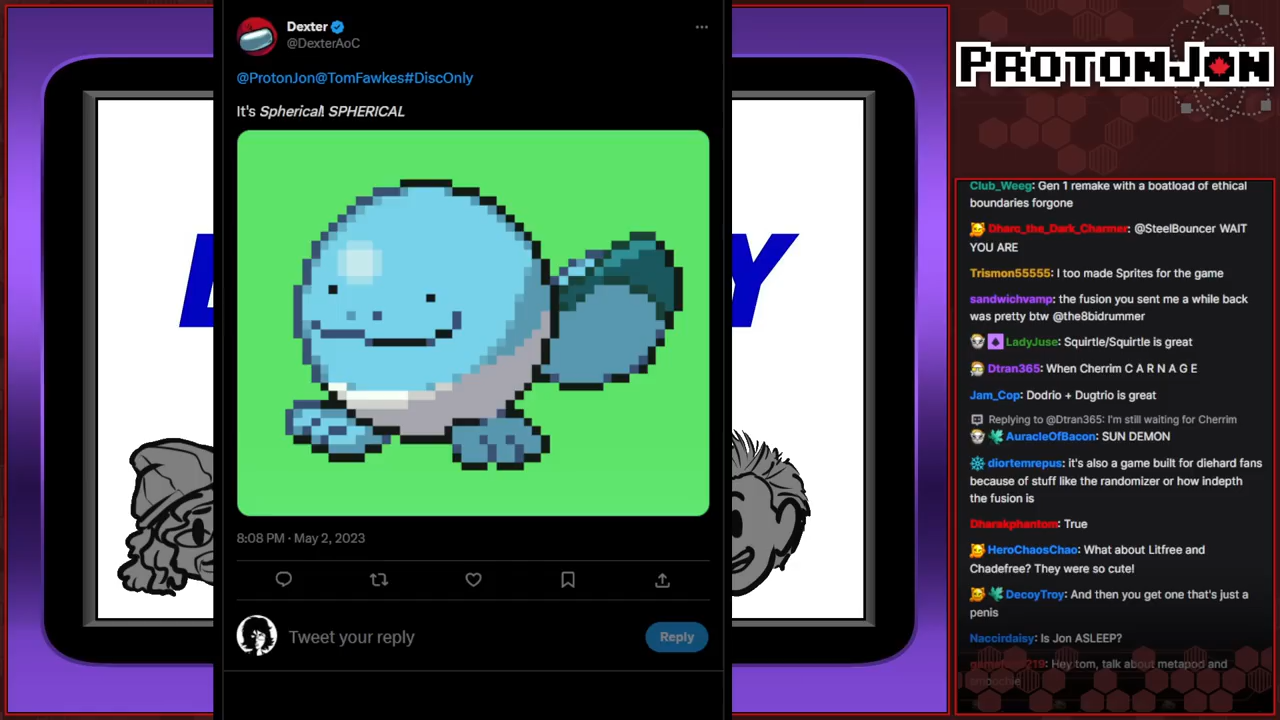 Dexter
@DexterAoC
@ProtonJon@TomFawkes#DiscOnly
It's Spherical! SPHERICAL
8:08 PM · May 2, 2023
Tweet your reply
Reply
PROTONJON
Club_Weeg: Gen 1 remake with a boatload of ethical
boundaries forgone
Dharc_the_Dark_Charmer: @SteelBouncer WAIT
YOU ARE
Trismon55555: I too made Sprites for the game
sandwichvamp: the fusion you sent me a while back
was pretty btw @the8bidrummer
LadyJuse: Squirtle/Squirtle is great
Dtran365: When Cherrim C A R N A G E
Jam_Cop: Dodrio + Dugtrio is great
Replying to @Dtran365: I'm still waiting for Cherrim
AuracleOfBacon: SUN DEMON
diortemrepus: it's also a game built for diehard fans
because of stuff like the randomizer or how indepth
the fusion is
Dharakphantom: True
HeroChaosChao: What about Litfree and
Chadefree? They were so cute!
DecoyTroy: And then you get one that's just a
penis
Naccirdaisy: Is Jon ASLEEP?
Hey tom, talk about metapod and